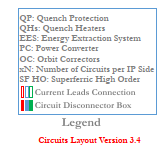 QP: Quench Protection
QHs: Quench Heaters
EES: Energy Extraction System
PC: Power Converter
OC: Orbit Correctors
xN: Number of Circuits per IP Side
SP HO: Superferric High Order
Current Leads Connection
Circuit Disconnector Box
Legend
Circuits Layout Version 3.4